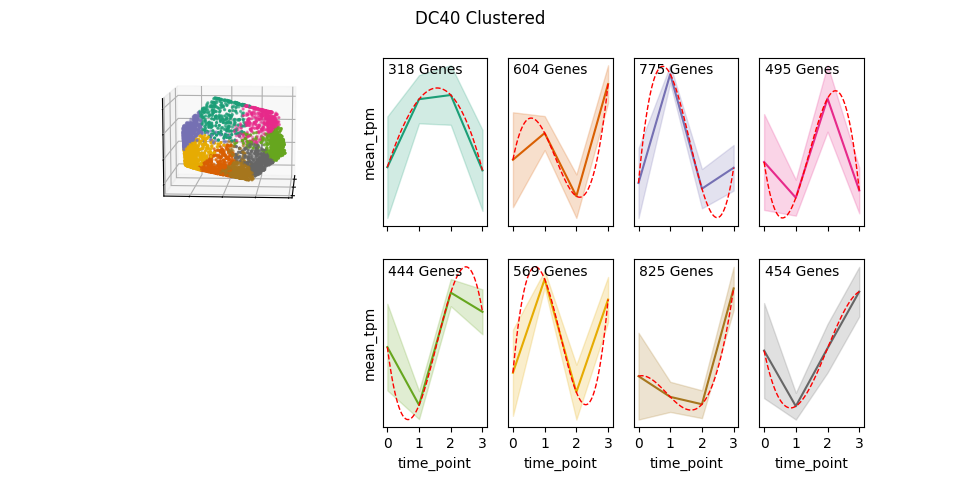 DC40 Clustered
318 Genes
604 Genes
775 Genes
495 Genes
mean_tpm
444 Genes
569 Genes
825 Genes
454 Genes
mean_tpm
0 1 2 3
0 1 2 3
0 1 2 3
0 1 2 3
time_point
time_point
time_point
time_point